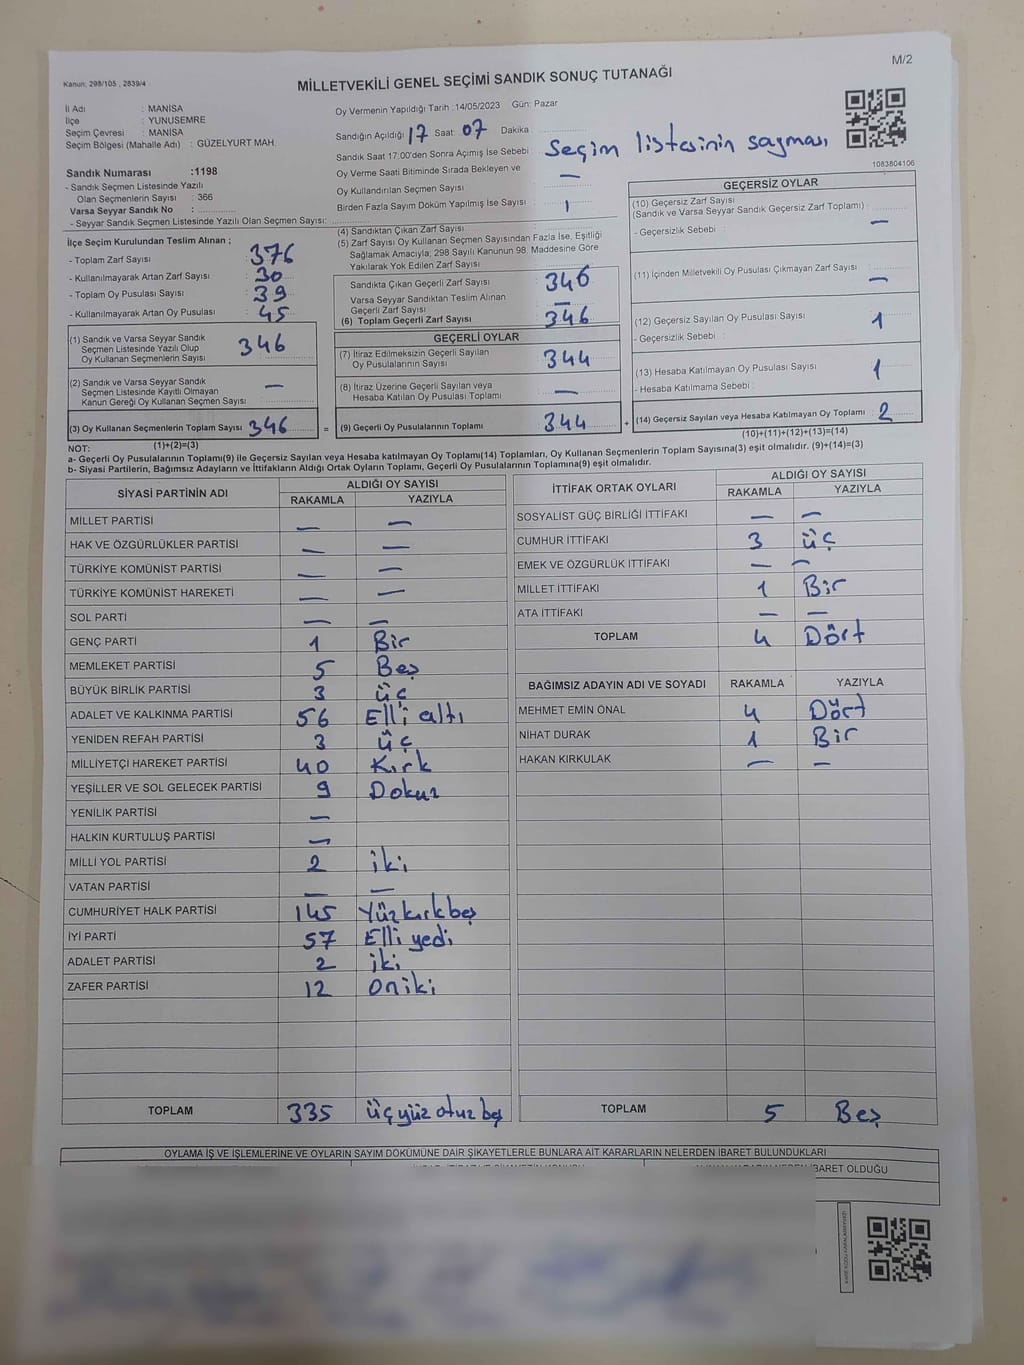 M/2
Kanun: 298/105 , 2839/4
MİLLETVEKİLİ GENEL SEÇİMİ SANDIK SONUÇ TUTANAĞI
İl Adı : MANİSA
İlçe : YUNUSEMRE
Seçim Çevresi : MANİSA
Seçim Bölgesi (Mahalle Adı) : GÜZELYURT MAH.
Sandık Numarası :1198
- Sandık Seçmen Listesinde Yazılı
Olan Seçmenlerin Sayısı : 366
Varsa Seyyar Sandık No :
- Seyyar Sandık Seçmen Listesinde Yazılı Olan Seçmen Sayısı:
Oy Vermenin Yapıldığı Tarih :14/05/2023 Gün: Pazar
Sandığın Açıldığı 17 Saat: 07 Dakika :
Sandık Saat 17:00'den Sonra Açılmış İse Sebebi : Seçim listesinin sayması
Oy Verme Saati Bitiminde Sırada Bekleyen ve
Oy Kullandırılan Seçmen Sayısı : —
Birden Fazla Sayım Döküm Yapılmış İse Sayısı : 1
1083804106
İlçe Seçim Kurulundan Teslim Alınan ;
- Toplam Zarf Sayısı : 376
- Kullanılmayarak Artan Zarf Sayısı : 30
- Toplam Oy Pusulası Sayısı : 39
- Kullanılmayarak Artan Oy Pusulası : 45
(1) Sandık ve Varsa Seyyar Sandık
Seçmen Listesinde Yazılı Olup
Oy Kullanan Seçmenlerin Sayısı : 346
(2) Sandık ve Varsa Seyyar Sandık
Seçmen Listesinde Kayıtlı Olmayan
Kanun Gereği Oy Kullanan Seçmen Sayısı : —
(3) Oy Kullanan Seçmenlerin Toplam Sayısı : 346
(1)+(2)=(3)
(4) Sandıktan Çıkan Zarf Sayısı :
(5) Zarf Sayısı Oy Kullanan Seçmen Sayısından Fazla İse, Eşitliği
Sağlamak Amacıyla; 298 Sayılı Kanunun 98. Maddesine Göre
Yakılarak Yok Edilen Zarf Sayısı :
Sandıkta Çıkan Geçerli Zarf Sayısı : 346
Varsa Seyyar Sandıktan Teslim Alınan
Geçerli Zarf Sayısı : —
(6) Toplam Geçerli Zarf Sayısı : 346
GEÇERLİ OYLAR
(7) İtiraz Edilmeksizin Geçerli Sayılan
Oy Pusulalarının Sayısı : 344
(8) İtiraz Üzerine Geçerli Sayılan veya
Hesaba Katılan Oy Pusulası Toplamı : —
= (9) Geçerli Oy Pusulalarının Toplamı : 344 +
GEÇERSİZ OYLAR
(10) Geçersiz Zarf Sayısı
(Sandık ve Varsa Seyyar Sandık Geçersiz Zarf Toplamı) :
- Geçersizlik Sebebi : —
(11) İçinden Milletvekili Oy Pusulası Çıkmayan Zarf Sayısı : —
(12) Geçersiz Sayılan Oy Pusulası Sayısı : 1
- Geçersizlik Sebebi :
(13) Hesaba Katılmayan Oy Pusulası Sayısı : 1
- Hesaba Katılmama Sebebi :
(14) Geçersiz Sayılan veya Hesaba Katılmayan Oy Toplamı : 2
(10)+(11)+(12)+(13)=(14)
NOT:
a- Geçerli Oy Pusulalarının Toplamı(9) ile Geçersiz Sayılan veya Hesaba katılmayan Oy Toplamı(14) Toplamları, Oy Kullanan Seçmenlerin Toplam Sayısına(3) eşit olmalıdır. (9)+(14)=(3)
b- Siyasi Partilerin, Bağımsız Adayların ve İttifakların Aldığı Ortak Oyların Toplamı, Geçerli Oy Pusulalarının Toplamına(9) eşit olmalıdır.
SİYASİ PARTİNİN ADI ALDIĞI OY SAYISI
RAKAMLA YAZIYLA
MİLLET PARTİSİ — —
HAK VE ÖZGÜRLÜKLER PARTİSİ — —
TÜRKİYE KOMÜNİST PARTİSİ — —
TÜRKİYE KOMÜNİST HAREKETİ — —
SOL PARTİ — —
GENÇ PARTİ 1 Bir
MEMLEKET PARTİSİ 5 Beş
BÜYÜK BİRLİK PARTİSİ 3 üç
ADALET VE KALKINMA PARTİSİ 56 Elli altı
YENİDEN REFAH PARTİSİ 3 üç
MİLLİYETÇİ HAREKET PARTİSİ 40 Kırk
YEŞİLLER VE SOL GELECEK PARTİSİ 9 Dokuz
YENİLİK PARTİSİ —
HALKIN KURTULUŞ PARTİSİ —
MİLLİ YOL PARTİSİ 2 iki
VATAN PARTİSİ — —
CUMHURİYET HALK PARTİSİ 145 Yüzkırkbeş
İYİ PARTİ 57 Elli yedi
ADALET PARTİSİ 2 iki
ZAFER PARTİSİ 12 oniki
TOPLAM 335 üçyüz otuz beş
İTTİFAK ORTAK OYLARI ALDIĞI OY SAYISI
RAKAMLA YAZIYLA
SOSYALİST GÜÇ BİRLİĞİ İTTİFAKI — —
CUMHUR İTTİFAKI 3 üç
EMEK VE ÖZGÜRLÜK İTTİFAKI — —
MİLLET İTTİFAKI 1 Bir
ATA İTTİFAKI — —
TOPLAM 4 Dört
BAĞIMSIZ ADAYIN ADI VE SOYADI RAKAMLA YAZIYLA
MEHMET EMİN ÖNAL 4 Dört
NİHAT DURAK 1 Bir
HAKAN KIRKULAK — —
TOPLAM 5 Beş
OYLAMA İŞ VE İŞLEMLERİNE VE OYLARIN SAYIM DÖKÜMÜNE DAİR ŞİKAYETLERLE BUNLARA AİT KARARLARIN NELERDEN İBARET BULUNDUKLARI
İBARET OLDUĞU